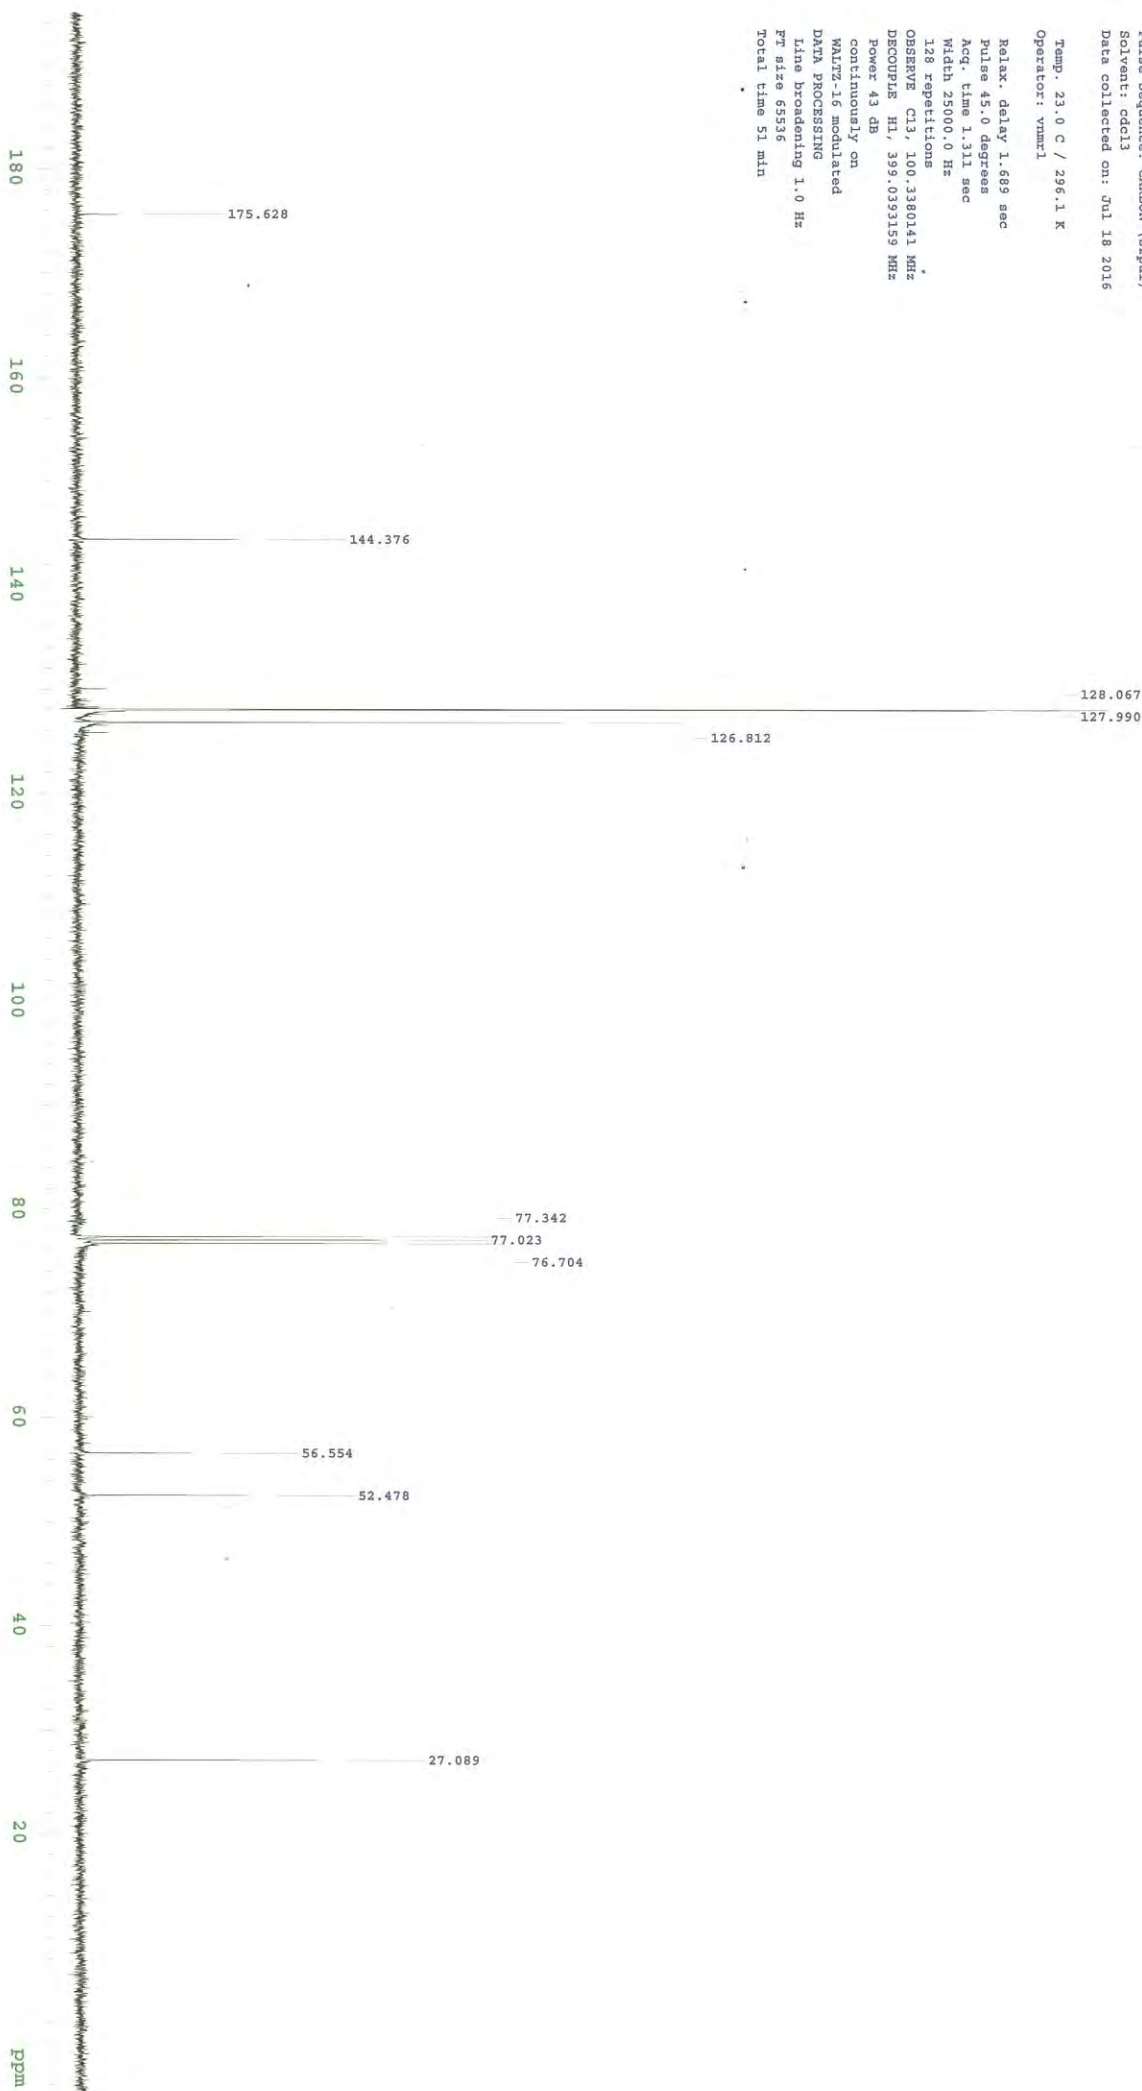 Solvent: cdcl3
Data collected on: Jul 18 2016
Temp. 23.0 C / 296.1 K
Operator: vnmr1
Relax. delay 1.689 sec
Pulse 45.0 degrees
Acq. time 1.311 sec
Width 25000.0 Hz
128 repetitions
OBSERVE C13, 100.3380141 MHz
DECOUPLE H1, 399.0393159 MHz
Power 43 dB
continuously on
WALTZ-16 modulated
DATA PROCESSING
Line broadening 1.0 Hz
FT size 65536
Total time 51 min
175.628
144.376
128.067
127.990
126.812
77.342
77.023
76.704
56.554
52.478
27.089
180 160 140 120 100 80 60 40 20 ppm